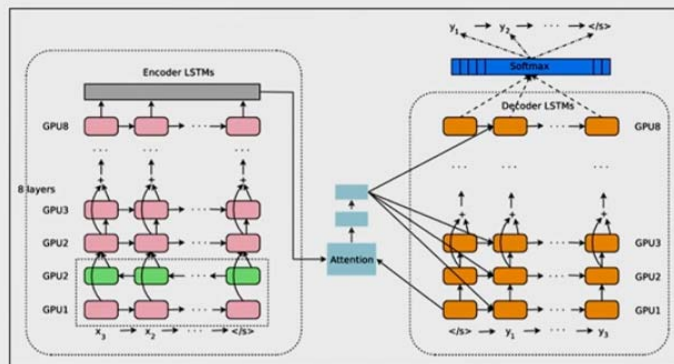 y₁ → y₂ → ··· → </s>
Softmax
Encoder LSTMs
Decoder LSTMs
GPU8
GPU8
8 layers
GPU3
GPU2
GPU2
GPU1
Attention
GPU3
GPU2
GPU1
x₃ → x₂ → ··· → </s>
</s> → y₁ → ··· → y₃